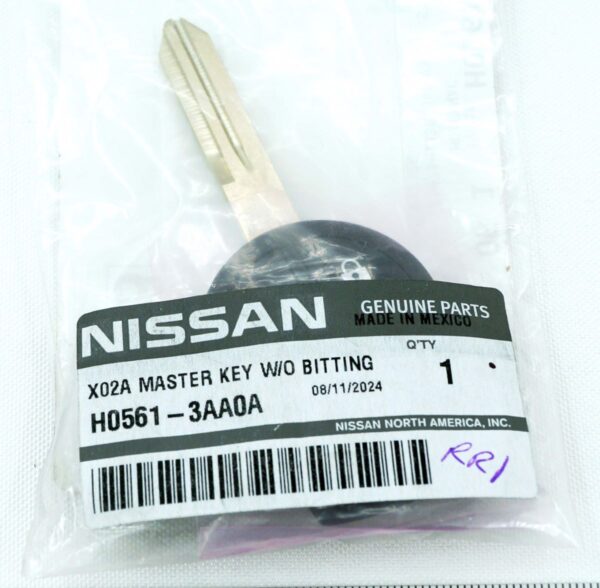 NISSAN
GENUINE PARTS
MADE IN MEXICO
X02A MASTER KEY W/O BITTING
Q'TY
08/11/2024
1
H0561-3AA0A
NISSAN NORTH AMERICA, INC.
RR1